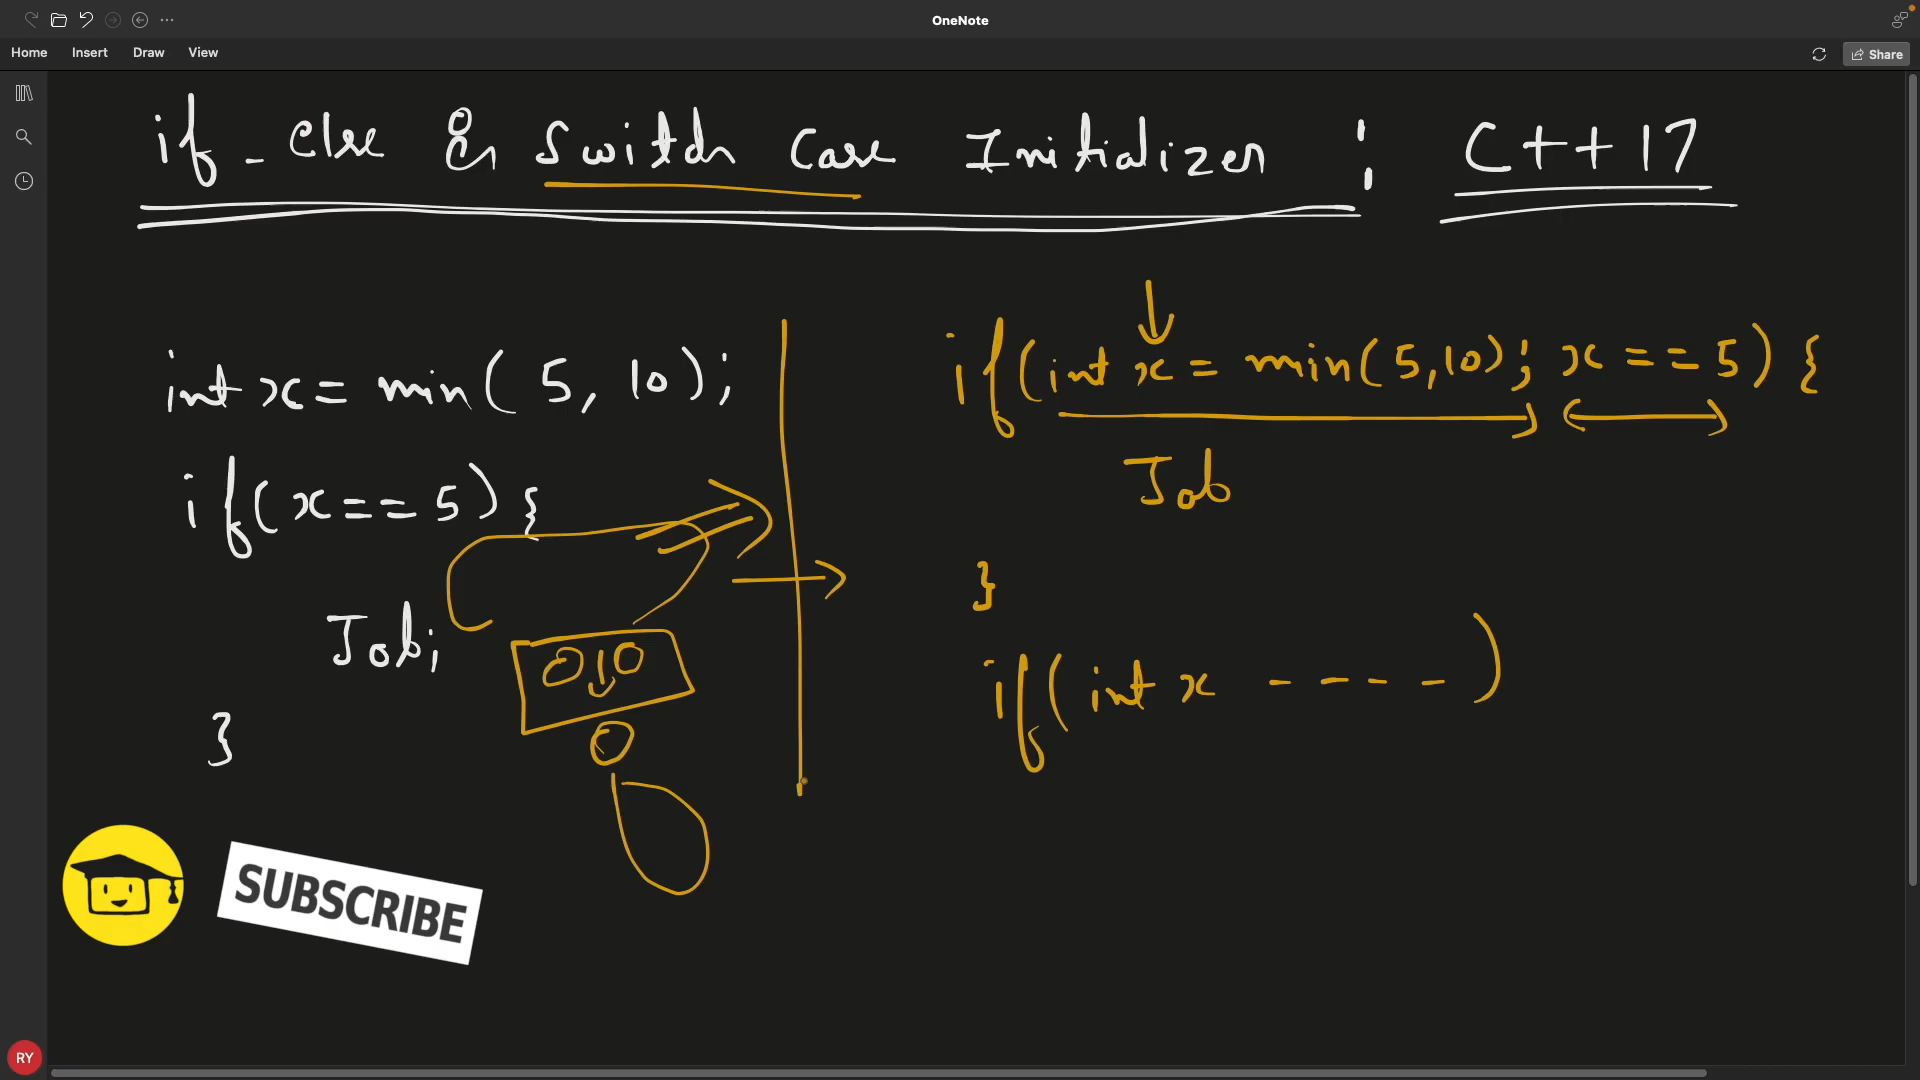 OneNote
Home Insert Draw View
Share
if-else & Switch Case Initializer : C++17
int x = min( 5, 10);
if(x==5){
Job;
}
if(int x = min(5,10); x == 5) {
Job
}
if( int x - - - - )
SUBSCRIBE
RY